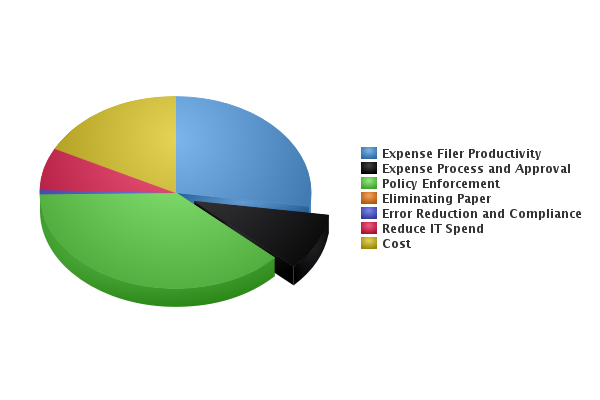 Expense Filer Productivity
Expense Process and Approval
Policy Enforcement
Eliminating Paper
Error Reduction and Compliance
Reduce IT Spend
Cost